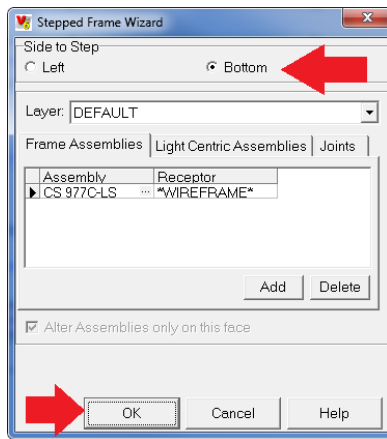 Stepped Frame Wizard
Side to Step
Left Bottom
Layer: DEFAULT
Frame Assemblies Light Centric Assemblies Joints
Assembly Receptor
CS 977C-LS ... *WIREFRAME*
Add Delete
Alter Assemblies only on this face
OK Cancel Help